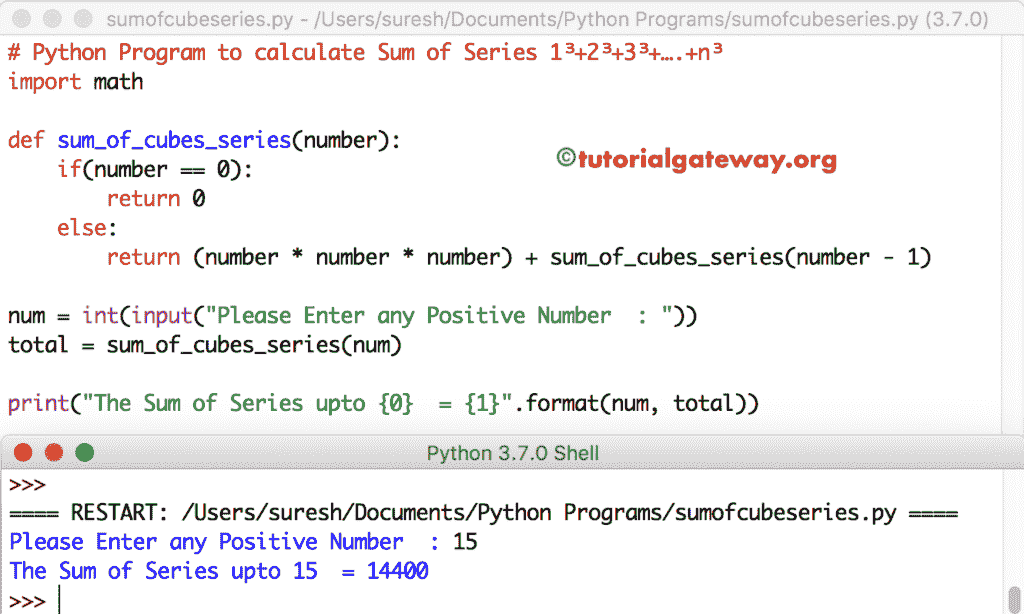 sumofcubeseries.py - /Users/suresh/Documents/Python Programs/sumofcubeseries.py (3.7.0)
# Python Program to calculate Sum of Series 1³+2³+3³+….+n³
import math
def sum_of_cubes_series(number):
©tutorialgateway.org
    if(number == 0):
        return 0
    else:
        return (number * number * number) + sum_of_cubes_series(number - 1)
num = int(input("Please Enter any Positive Number  : "))
total = sum_of_cubes_series(num)
print("The Sum of Series upto {0}  = {1}".format(num, total))
Python 3.7.0 Shell
>>>
==== RESTART: /Users/suresh/Documents/Python Programs/sumofcubeseries.py ====
Please Enter any Positive Number  : 15
The Sum of Series upto 15  = 14400
>>>